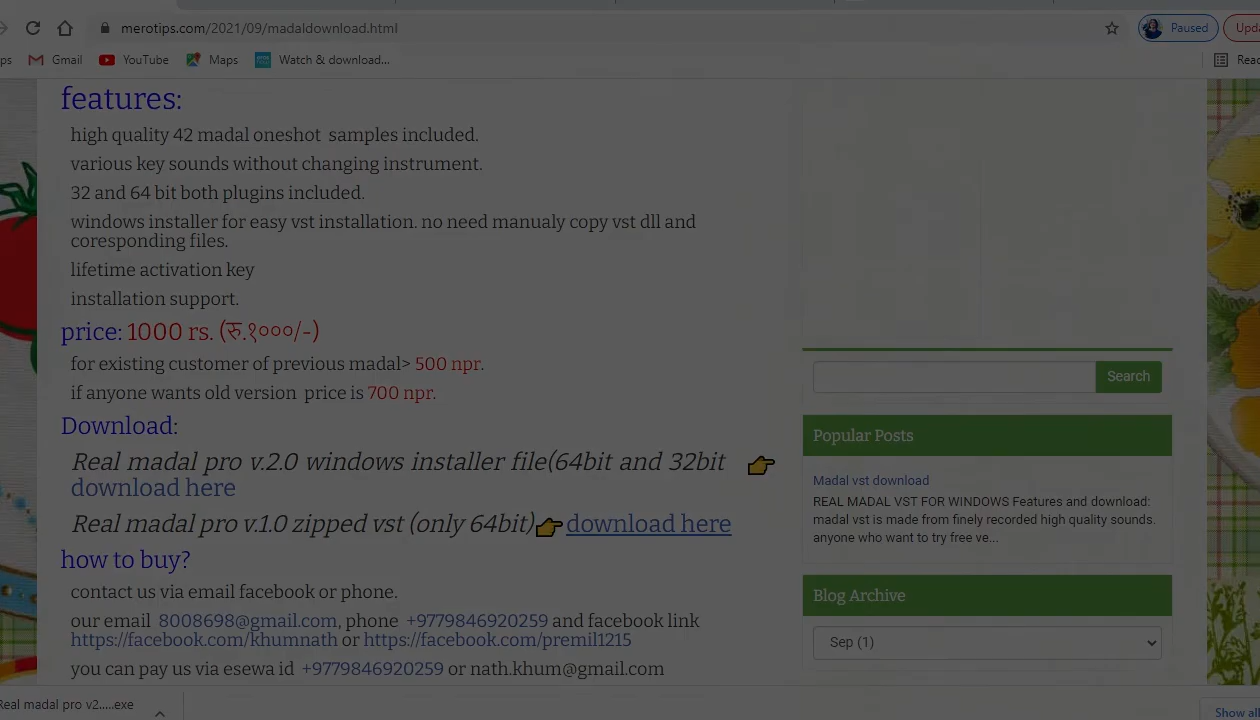 merotips.com/2021/09/madaldownload.html
Paused
Upda
ps
Gmail
YouTube
Maps
Watch & download...
Reac
features:
high quality 42 madal oneshot samples included.
various key sounds without changing instrument.
32 and 64 bit both plugins included.
windows installer for easy vst installation. no need manualy copy vst dll and
coresponding files.
lifetime activation key
installation support.
price: 1000 rs. (रु.१०००/-)
for existing customer of previous madal> 500 npr.
if anyone wants old version price is 700 npr.
Download:
Real madal pro v.2.0 windows installer file(64bit and 32bit 👉
download here
Real madal pro v.1.0 zipped vst (only 64bit)👉download here
how to buy?
contact us via email facebook or phone.
our email 8008698@gmail.com, phone +9779846920259 and facebook link
https://facebook.com/khumnath or https://facebook.com/premil1215
you can pay us via esewa id +9779846920259 or nath.khum@gmail.com
Search
Popular Posts
Madal vst download
REAL MADAL VST FOR WINDOWS Features and download:
madal vst is made from finely recorded high quality sounds.
anyone who want to try free ve...
Blog Archive
Sep (1)
Real madal pro v2.....exe
Show all